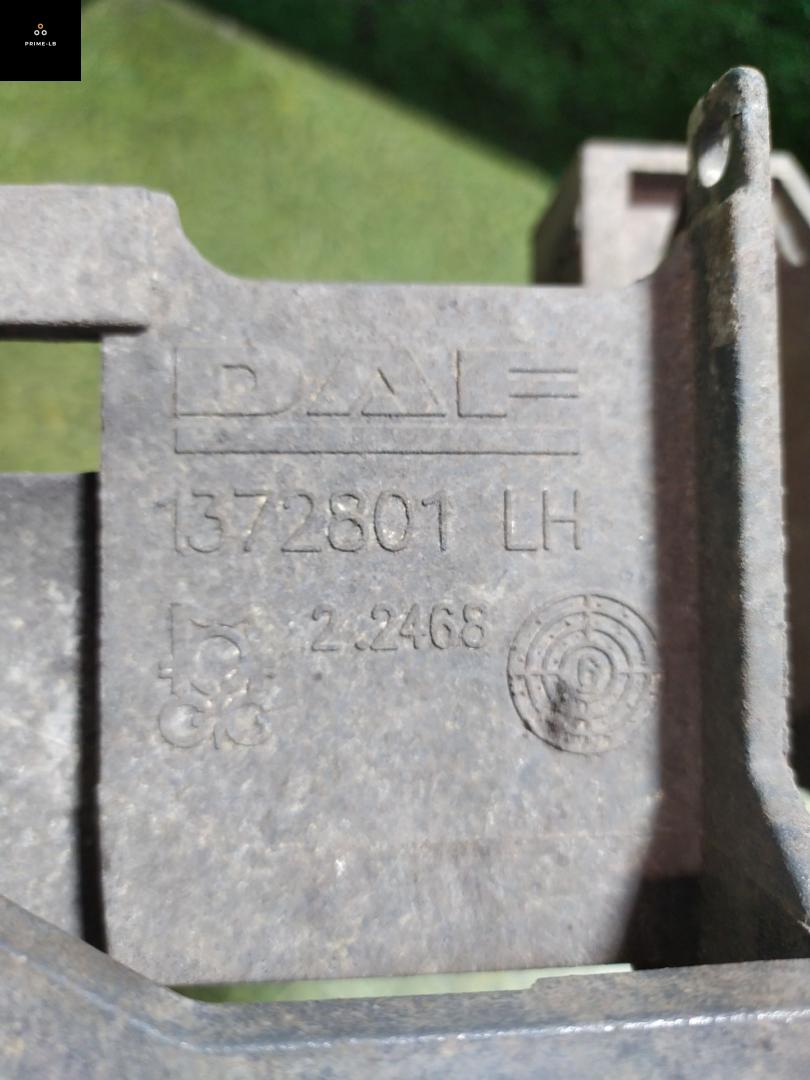 PRIME-LB
DAF
1372801 LH
2.2468